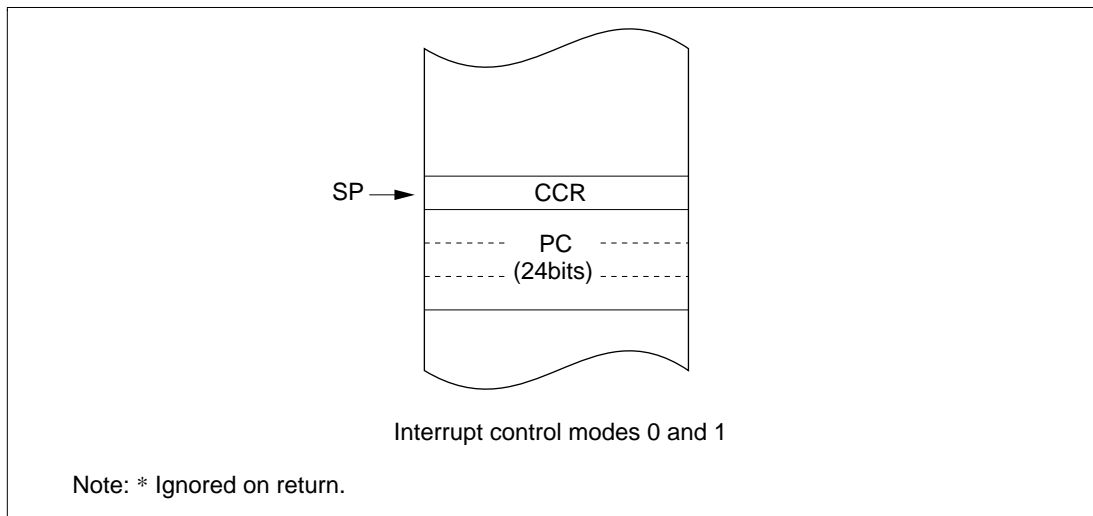 SP
CCR
PC
(24bits)
Interrupt control modes 0 and 1
Note: * Ignored on return.